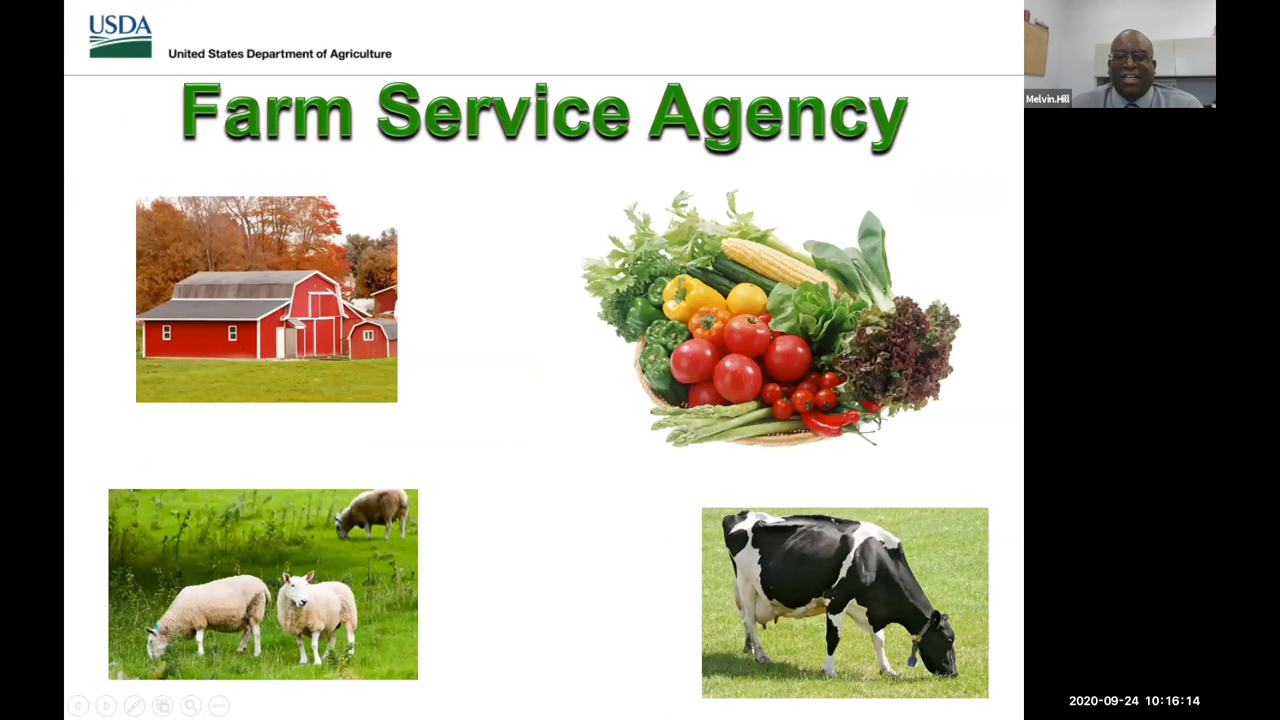 USDA
United States Department of Agriculture
Farm Service Agency
Melvin.Hill
2020-09-24 10:16:14